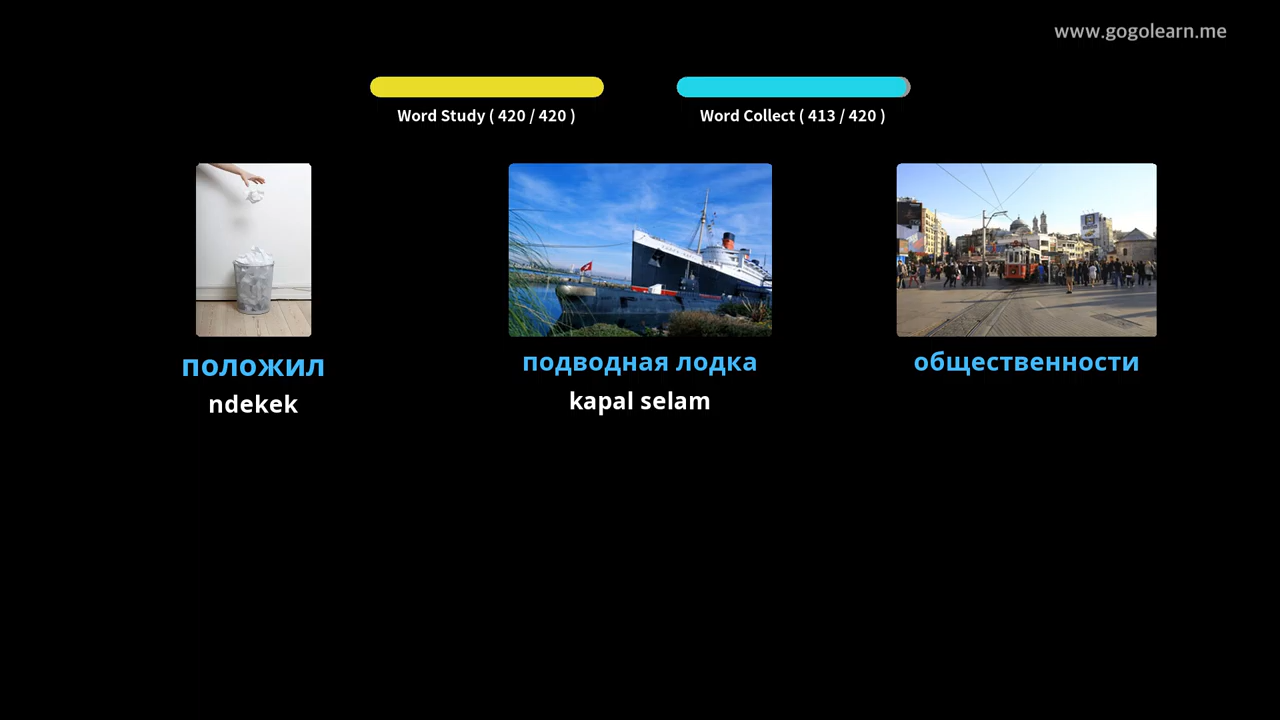 www.gogolearn.me
Word Study ( 420 / 420 )
Word Collect ( 413 / 420 )
положил
подводная лодка
общественности
ndekek
kapal selam